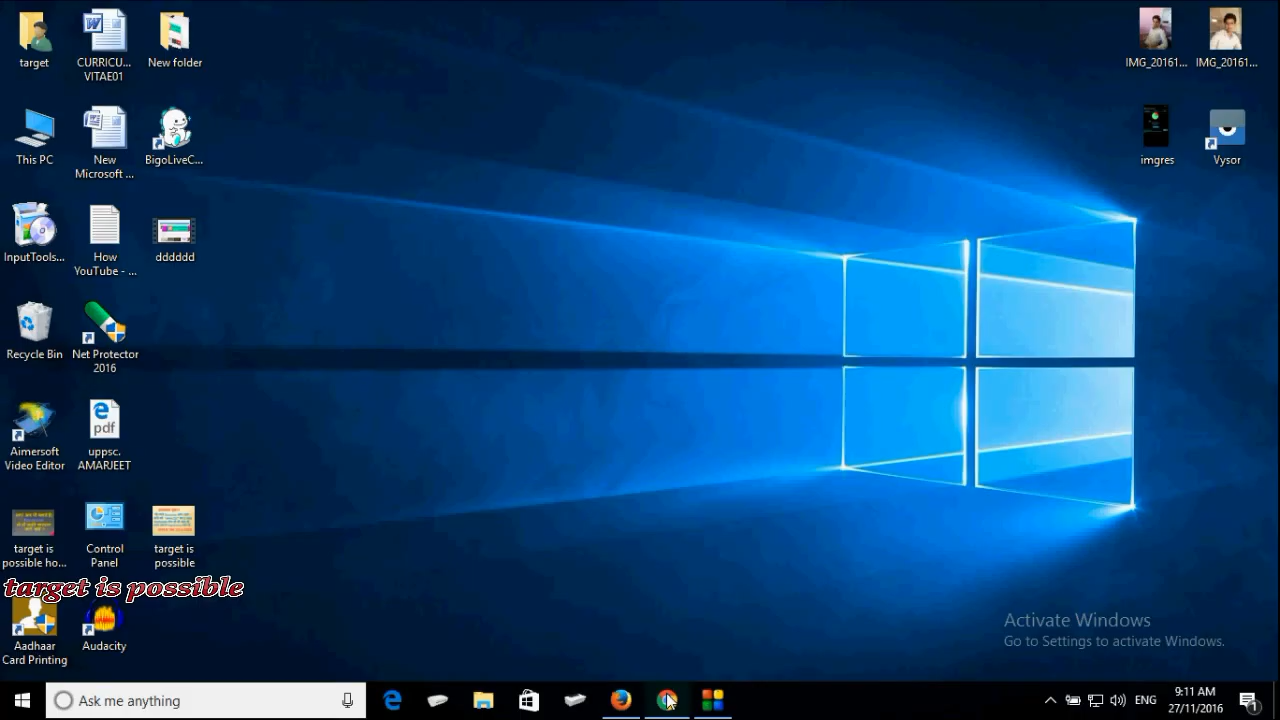 target
CURRICU...
VITAE01
New folder
IMG_20161...
IMG_20161...
This PC
New
Microsoft ...
BigoLiveC...
imgres
Vysor
InputTools...
How
YouTube - ...
dddddd
Recycle Bin
Net Protector
2016
Aimersoft
Video Editor
pdf
uppsc.
AMARJEET
target is
possible ho...
Control
Panel
target is
possible
target is possible
Aadhaar
Card Printing
Audacity
Activate Windows
Go to Settings to activate Windows.
Ask me anything
ENG
9:11 AM
27/11/2016
1